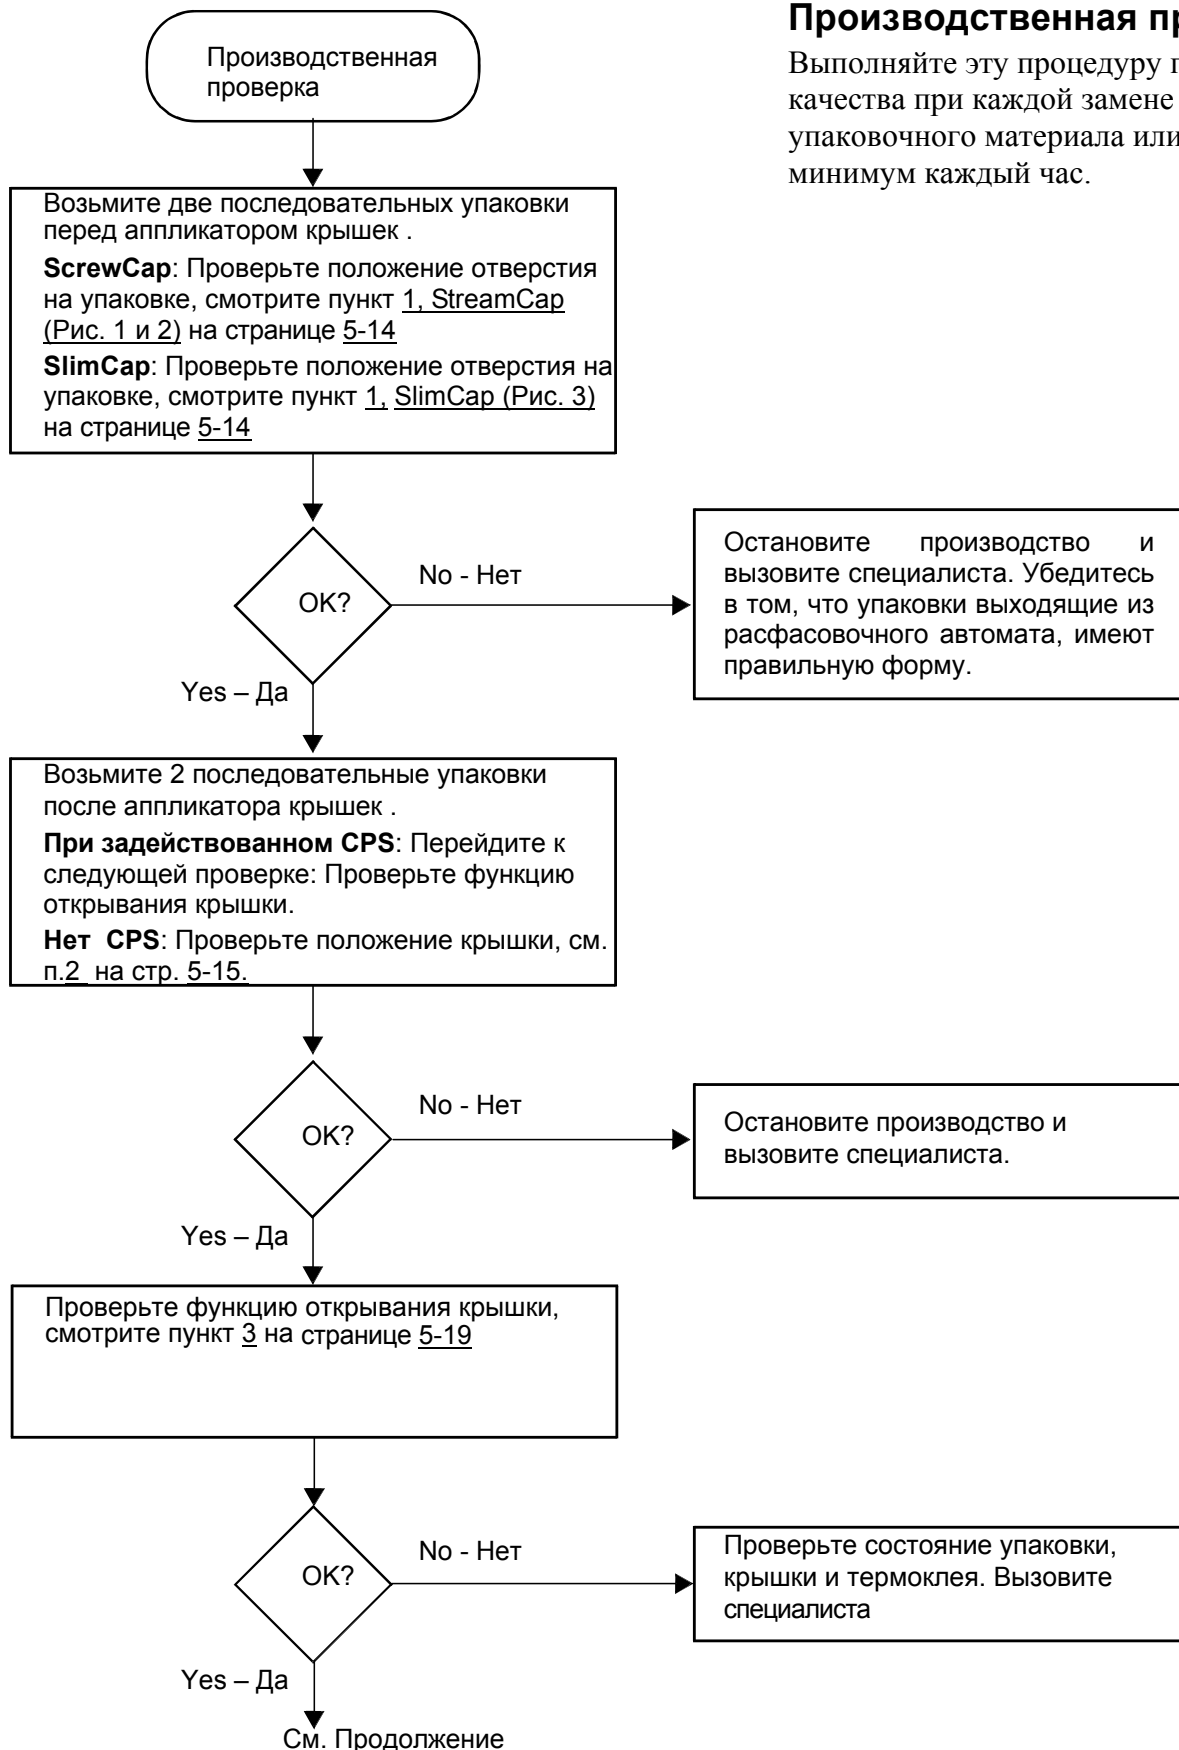 Производственная
Выполняйте эту процедуру
качества при каждой замене
упаковочного материала или
минимум каждый час.
Производственная
проверка
Возьмите две последовательных упаковки
перед аппликатором крышек .
ScrewCap: Проверьте положение отверстия
на упаковке, смотрите пункт 1, StreamCap
(Рис. 1 и 2) на странице 5-14
SlimCap: Проверьте положение отверстия на
упаковке, смотрите пункт 1, SlimCap (Рис. 3)
на странице 5-14
OK?
No - Нет
Остановите производство и
вызовите специалиста. Убедитесь
в том, что упаковки выходящие из
расфасовочного автомата, имеют
правильную форму.
Yes – Да
Возьмите 2 последовательные упаковки
после аппликатора крышек .
При задействованном CPS: Перейдите к
следующей проверке: Проверьте функцию
открывания крышки.
Нет CPS: Проверьте положение крышки, см.
п.2 на стр. 5-15.
OK?
No - Нет
Остановите производство и
вызовите специалиста.
Yes – Да
Проверьте функцию открывания крышки,
смотрите пункт 3 на странице 5-19
OK?
No - Нет
Проверьте состояние упаковки,
крышки и термоклея. Вызовите
специалиста
Yes – Да
См. Продолжение